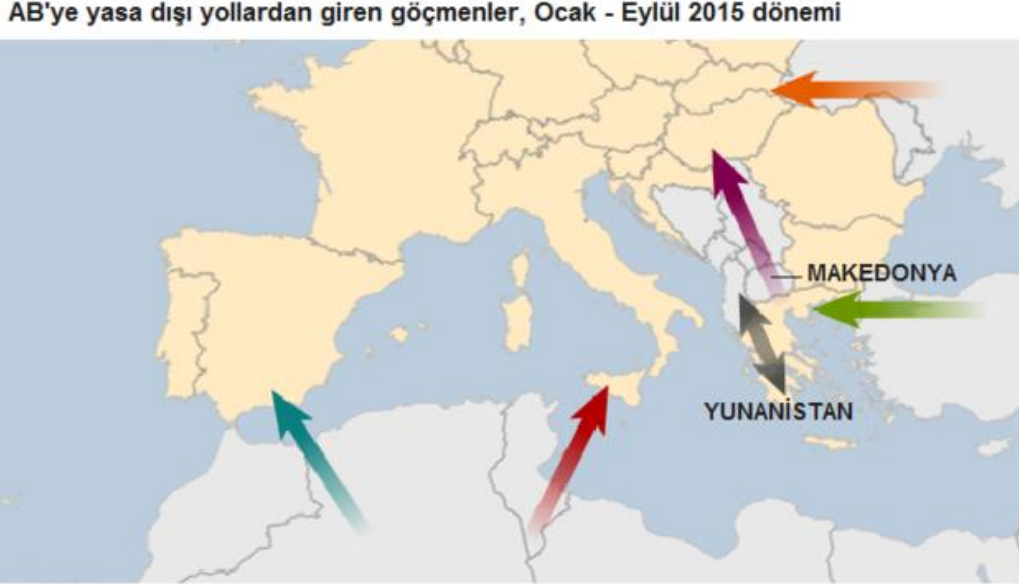 AB'ye yasa dışı yollardan giren göçmenler, Ocak - Eylül 2015 dönemi
MAKEDONYA
YUNANİSTAN